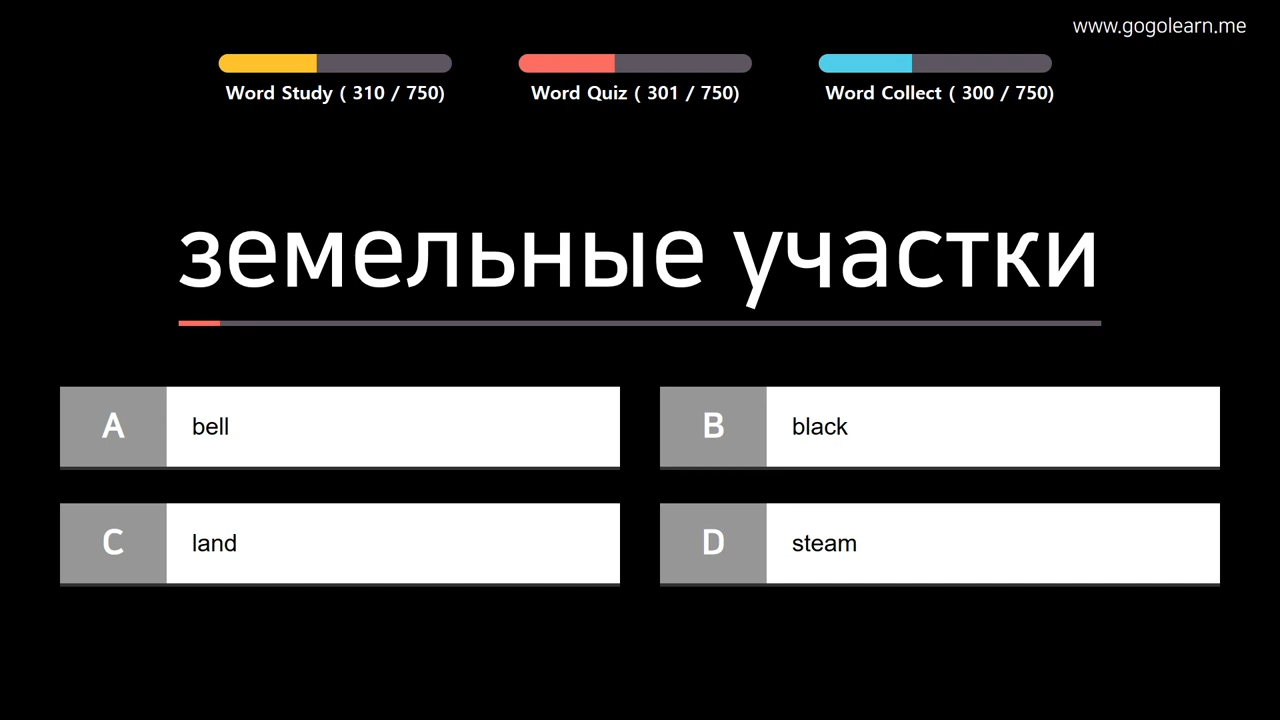 www.gogolearn.me
Word Study ( 310 / 750)
Word Quiz ( 301 / 750)
Word Collect ( 300 / 750)
земельные участки
A bell
B black
C land
D steam